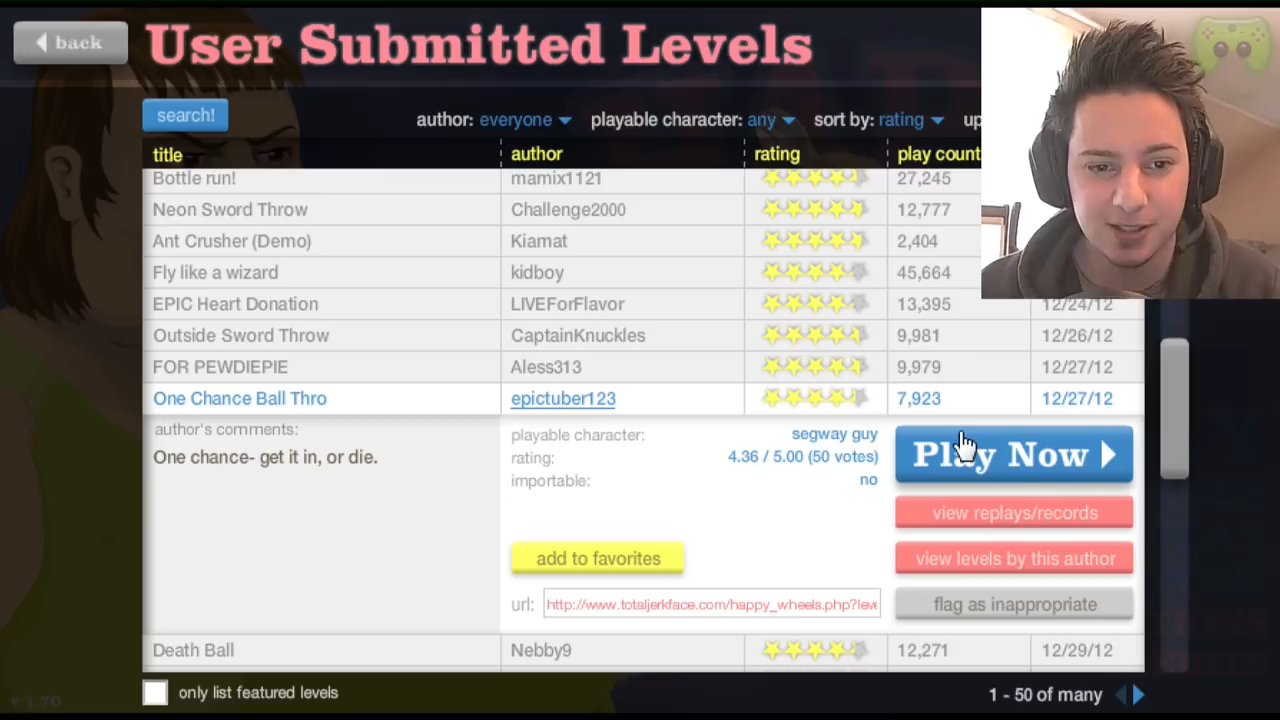 back
User Submitted Levels
search!
author: everyone playable character: any sort by: rating up
title author rating play count
Bottle run! mamix1121 27,245
Neon Sword Throw Challenge2000 12,777
Ant Crusher (Demo) Kiamat 2,404
Fly like a wizard kidboy 45,664
EPIC Heart Donation LIVEForFlavor 13,395 12/24/12
Outside Sword Throw CaptainKnuckles 9,981 12/26/12
FOR PEWDIEPIE Aless313 9,979 12/27/12
One Chance Ball Thro epictuber123 7,923 12/27/12
author's comments:
One chance- get it in, or die.
playable character: segway guy
rating: 4.36 / 5.00 (50 votes)
importable: no
Play Now
view replays/records
add to favorites
view levels by this author
url: http://www.totaljerkface.com/happy_wheels.php?leve
flag as inappropriate
Death Ball Nebby9 12,271 12/29/12
only list featured levels
1 - 50 of many
v 1.70